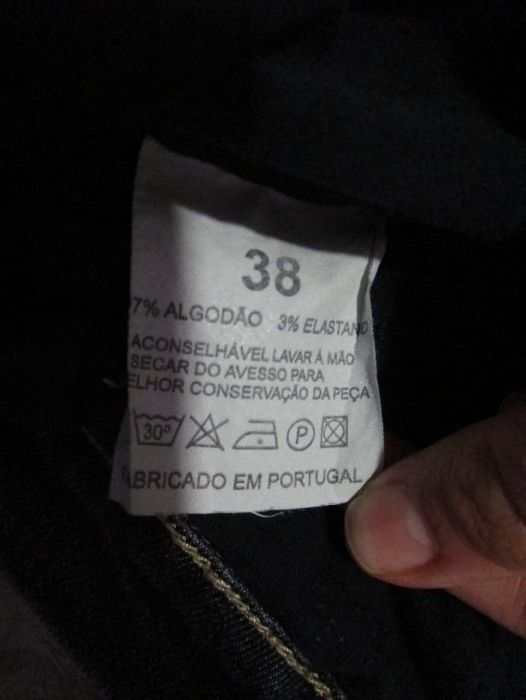 38
7% ALGODÃO 3% ELASTANO
ACONSELHÁVEL LAVAR À MÃO
SECAR DO AVESSO PARA
ELHOR CONSERVAÇÃO DA PEÇA
30º P
ABRICADO EM PORTUGAL